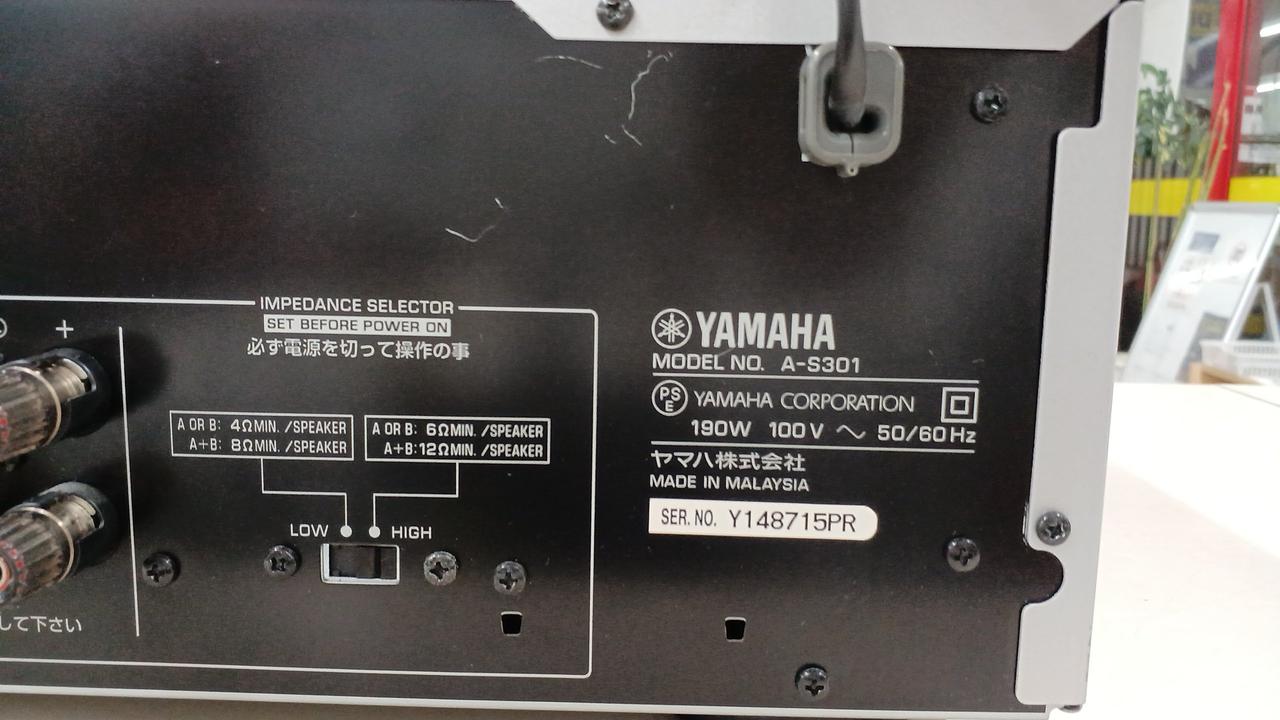 IMPEDANCE SELECTOR
SET BEFORE POWER ON
必ず電源を切って操作の事
+
A OR B: 4ΩMIN. /SPEAKER
A+B: 8ΩMIN. /SPEAKER
A OR B: 6ΩMIN. /SPEAKER
A+B:12ΩMIN. /SPEAKER
LOW
HIGH
して下さい
YAMAHA
MODEL NO. A-S301
PSE YAMAHA CORPORATION
190W 100V ～ 50/60Hz
ヤマハ株式会社
MADE IN MALAYSIA
SER. NO. Y148715PR